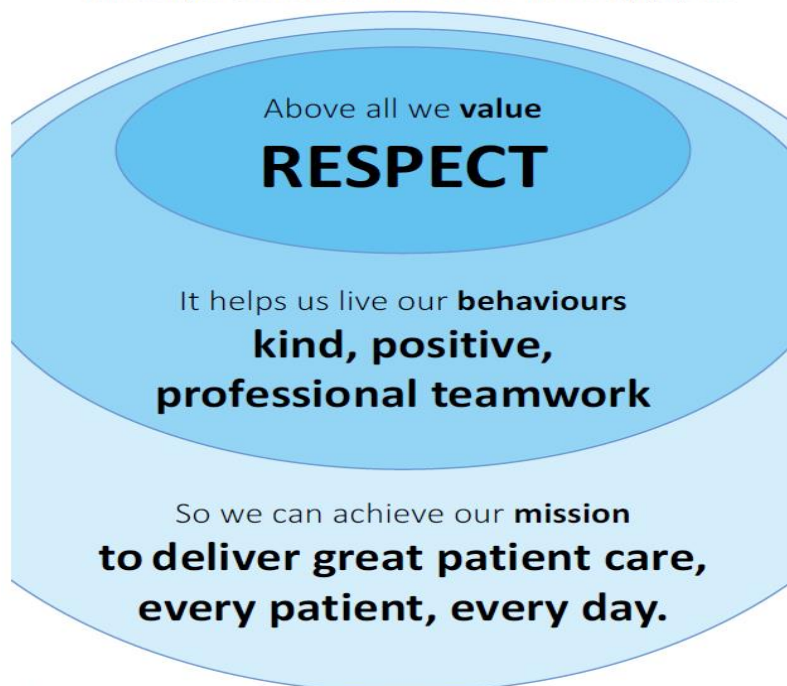 Above all we value
RESPECT
It helps us live our behaviours
kind, positive,
professional teamwork
So we can achieve our mission
to deliver great patient care,
every patient, every day.